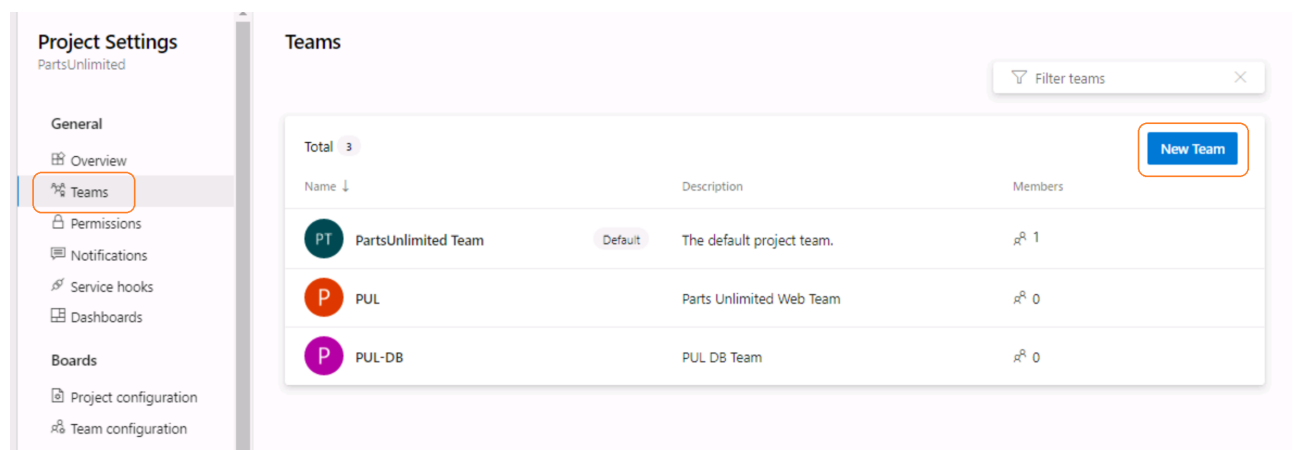 Project Settings
PartsUnlimited
General
Overview
Teams
Permissions
Notifications
Service hooks
Dashboards
Boards
Project configuration
Team configuration
Teams
Filter teams
Total 3
New Team
Name ↓ Description Members
PT PartsUnlimited Team Default The default project team. 1
P PUL Parts Unlimited Web Team 0
P PUL-DB PUL DB Team 0